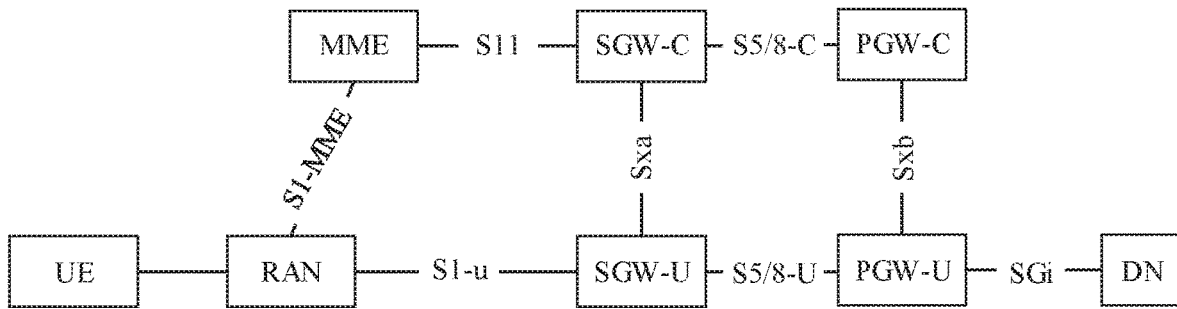 MME S11 SGW-C S5/8-C PGW-C
S1-MME Sxa Sxb
UE RAN S1-u SGW-U S5/8-U PGW-U SGi DN